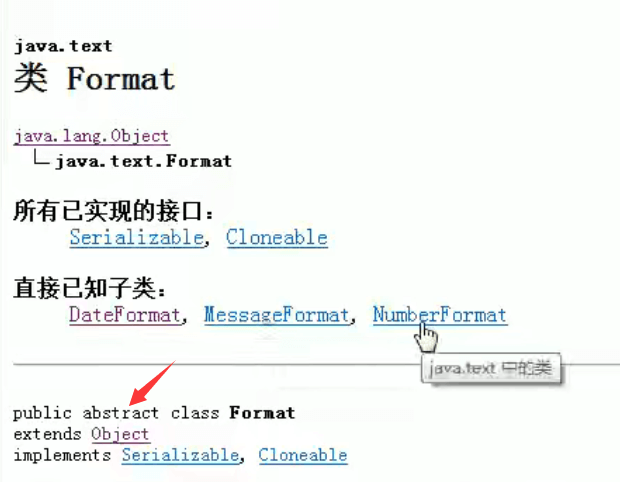 java.text
类 Format
java.lang.Object
java.text.Format
所有已实现的接口：
Serializable, Cloneable
直接已知子类：
DateFormat, MessageFormat, NumberFormat
java.text 中的类
public abstract class Format
extends Object
implements Serializable, Cloneable